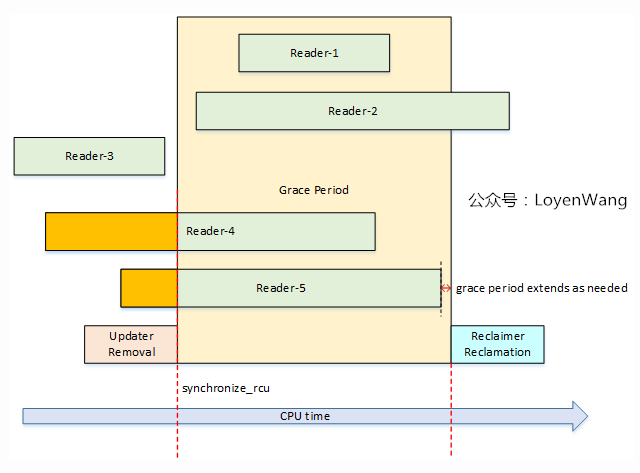 Reader-1
Reader-2
Reader-3
Grace Period
公众号：LoyenWang
Reader-4
Reader-5
grace period extends as needed
Updater
Removal
Reclaimer
Reclamation
synchronize_rcu
CPU time